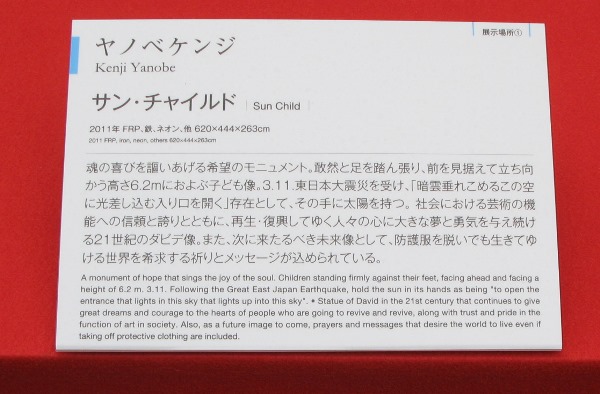 展示場所①
ヤノベケンジ
Kenji Yanobe
サン・チャイルド | Sun Child |
2011年 FRP、鉄、ネオン、他 620×444×263cm
2011 FRP, iron, neon, others 620×444×263cm
魂の喜びを謳いあげる希望のモニュメント。敢然と足を踏ん張り、前を見据えて立ち向
かう高さ6.2mにおよぶ子ども像。3.11.東日本大震災を受け、「暗雲垂れこめるこの空
に光差し込む入り口を開く」存在として、その手に太陽を持つ。 社会における芸術の機
能への信頼と誇りとともに、再生・復興してゆく人々の心に大きな夢と勇気を与え続け
る21世紀のダビデ像。また、次に来たるべき未来像として、防護服を脱いでも生きてゆ
ける世界を希求する祈りとメッセージが込められている。
A monument of hope that sings the joy of the soul. Children standing firmly against their feet, facing ahead and facing a
height of 6.2 m. 3.11. Following the Great East Japan Earthquake, hold the sun in its hands as being "to open the
entrance that lights in this sky that lights up into this sky". • Statue of David in the 21st century that continues to give
great dreams and courage to the hearts of people who are going to revive and revive, along with trust and pride in the
function of art in society. Also, as a future image to come, prayers and messages that desire the world to live even if
taking off protective clothing are included.